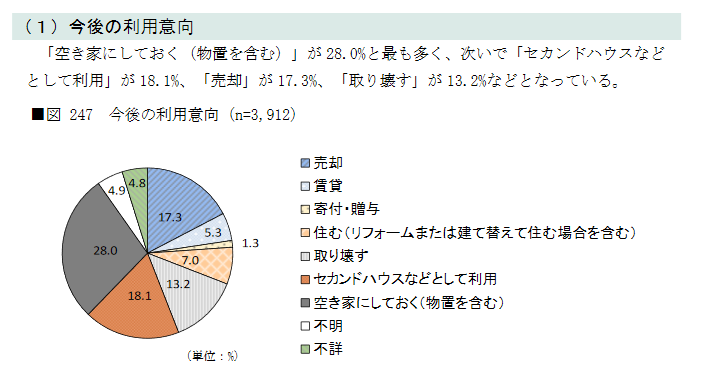 （１）今後の利用意向
「空き家にしておく（物置を含む）」が 28.0%と最も多く、次いで「セカンドハウスなど
として利用」が 18.1%、「売却」が 17.3%、「取り壊す」が 13.2%などとなっている。
■図 247 今後の利用意向（n=3,912）
17.3
5.3
1.3
7.0
13.2
18.1
28.0
4.9
4.8
（単位：%）
売却
賃貸
寄付・贈与
住む（リフォームまたは建て替えて住む場合を含む）
取り壊す
セカンドハウスなどとして利用
空き家にしておく（物置を含む）
不明
不詳